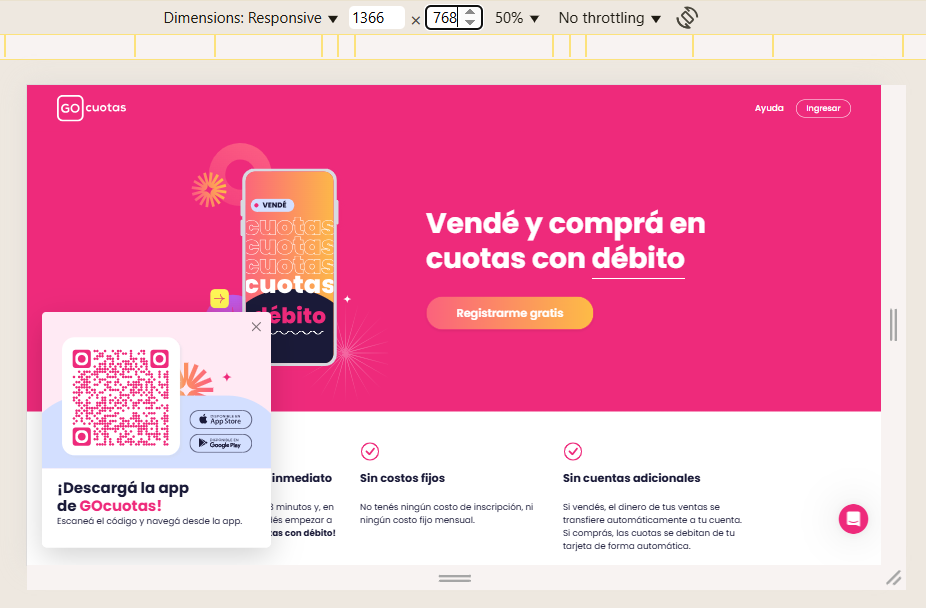 Dimensions: Responsive
1366
×
768
50%
No throttling
GOcuotas
Ayuda
Ingresar
VENDÉ
cuotas
cuotas
cuotas
cuotas
débito
Vendé y comprá en
cuotas con débito
Registrarme gratis
DISPONIBLE EN
App Store
DISPONIBLE EN
Google Play
¡Descargá la app
de GOcuotas!
Escaneá el código y navegá desde la app.
inmediato
3 minutos y, en
empezar a
con débito!
Sin costos fijos
No tenés ningún costo de inscripción, ni
ningún costo fijo mensual.
Sin cuentas adicionales
Si vendés, el dinero de tus ventas se
transfiere automáticamente a tu cuenta.
Si comprás, las cuotas se debitan de tu
tarjeta de forma automática.